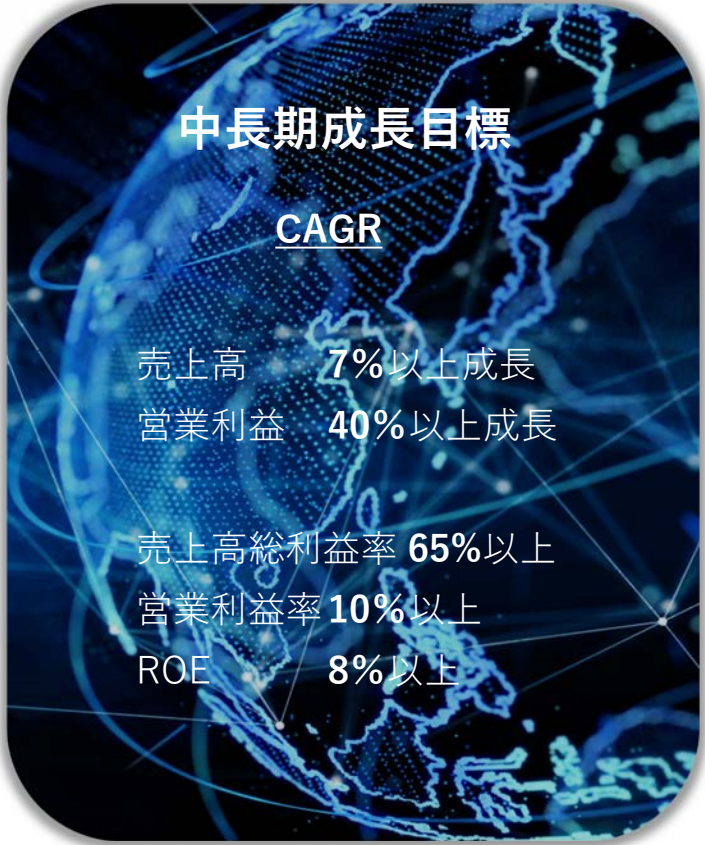 中長期成長目標
CAGR
売上高 7%以上成長
営業利益 40%以上成長
売上高総利益率 65%以上
営業利益率 10%以上
ROE 8%以上